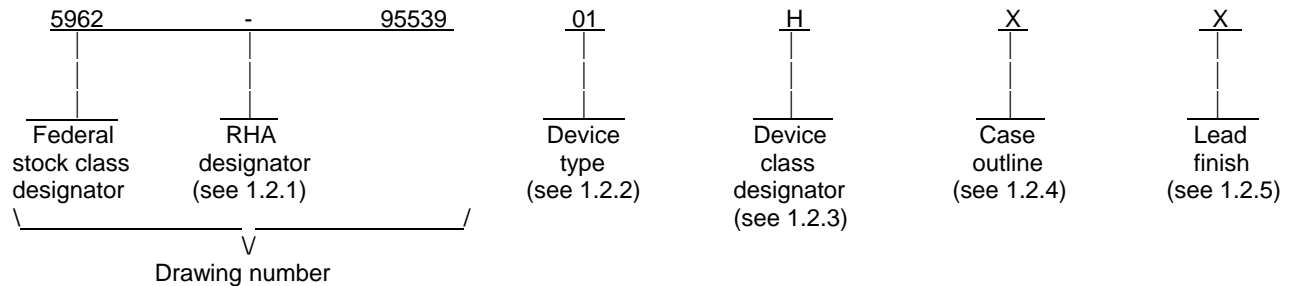 5962 - 95539 01 H X X
Federal RHA Device Device Case Lead
stock class designator type class outline finish
designator (see 1.2.1) (see 1.2.2) designator (see 1.2.4) (see 1.2.5)
(see 1.2.3)
Drawing number